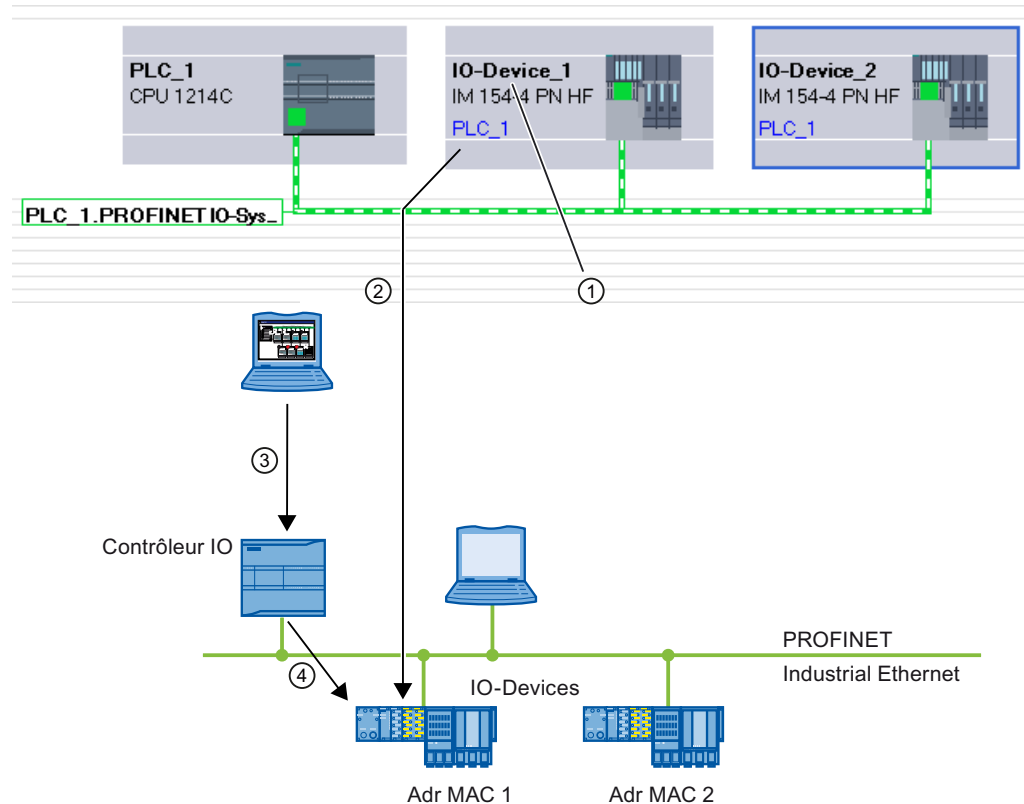 PLC_1
CPU 1214C
IO-Device_1
IM 154-4 PN HF
PLC_1
IO-Device_2
IM 154-4 PN HF
PLC_1
PLC_1.PROFINET IO-Sys_
②
①
③
Contrôleur IO
PROFINET
④
Industrial Ethernet
IO-Devices
Adr MAC 1
Adr MAC 2